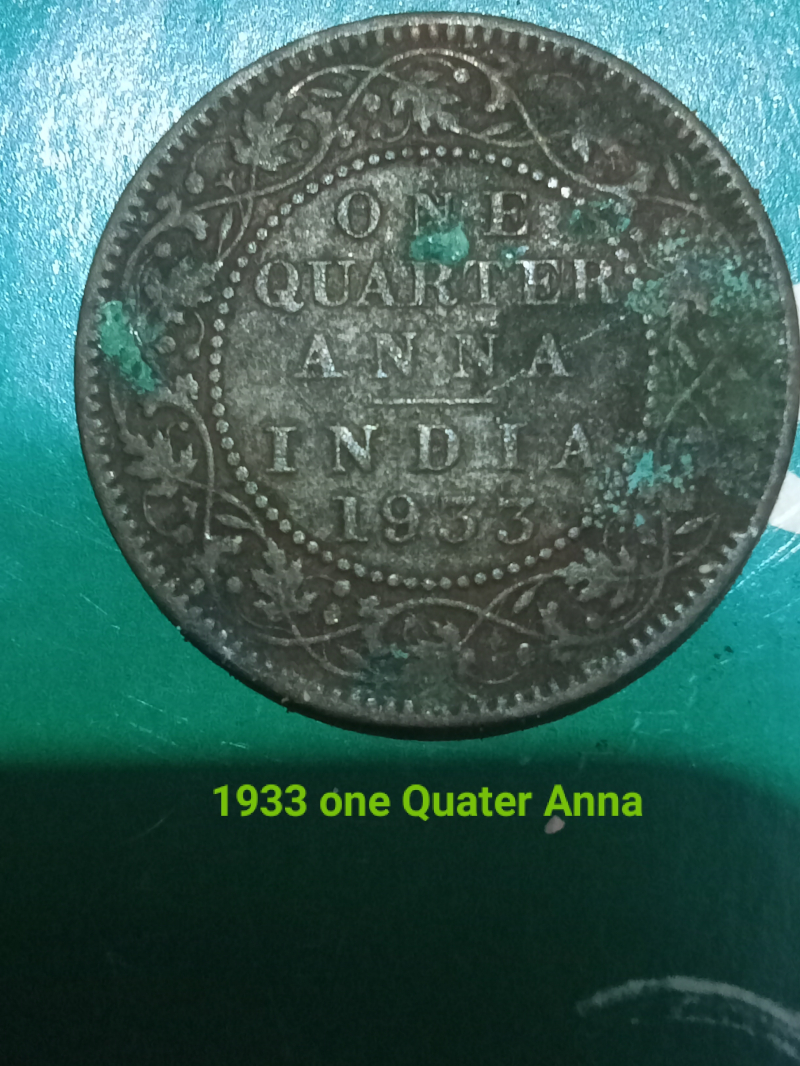 ONE
QUARTER
ANNA
INDIA
1933
1933 one Quater Anna